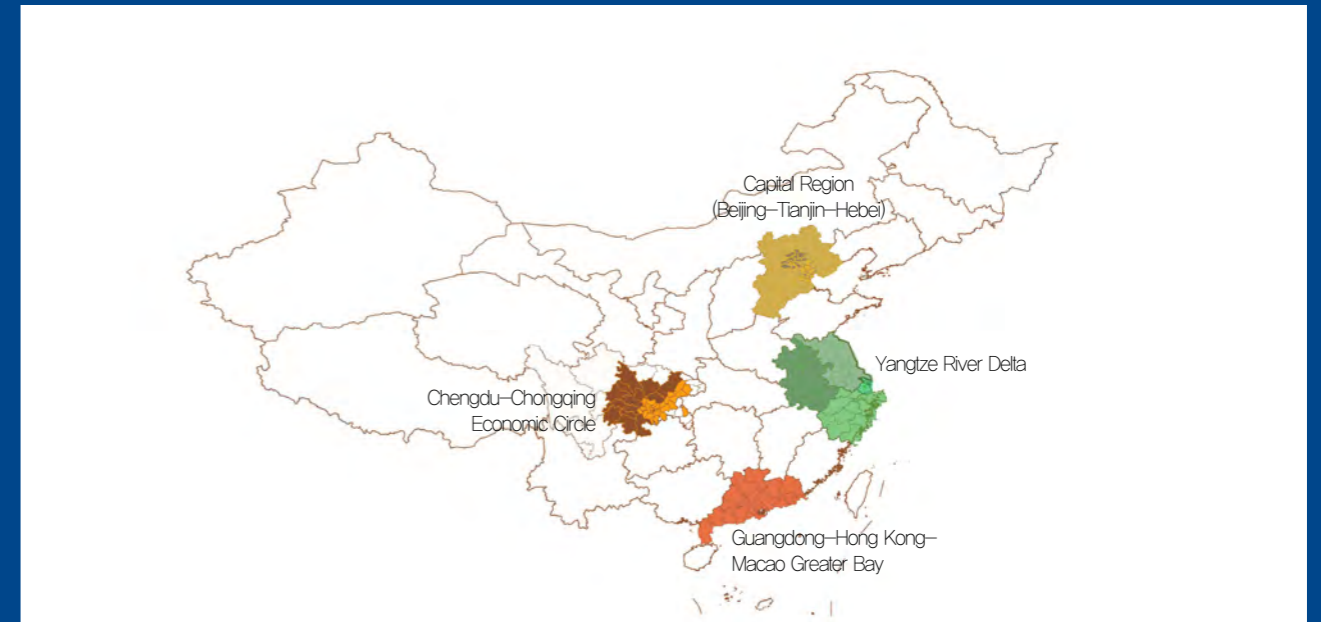 Capital Region
(Beijing–Tianjin–Hebei)
Yangtze River Delta
Chengdu–Chongqing
Economic Circle
Guangdong–Hong Kong–
Macao Greater Bay